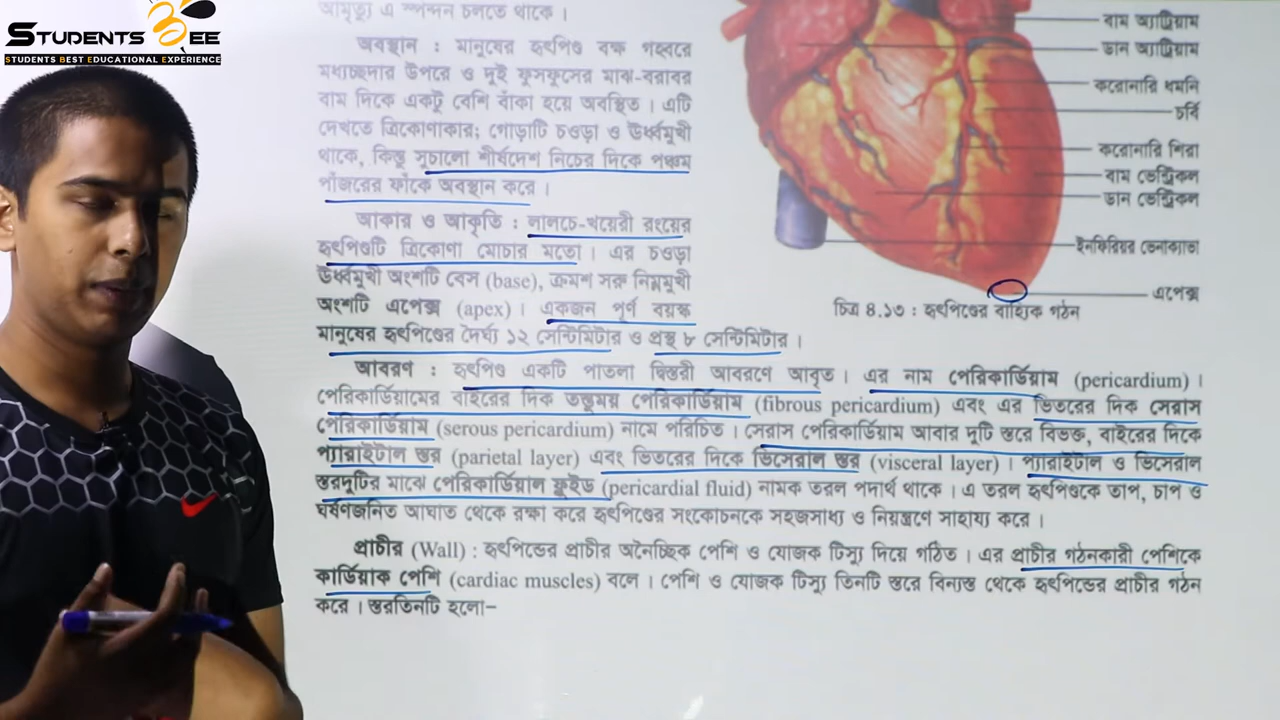 STUDENTS BEE
STUDENTS BEST EDUCATIONAL EXPERIENCE
আমৃত্যু এ স্পন্দন চলতে থাকে ।
অবস্থান : মানুষের হৃৎপিণ্ড বক্ষ গহ্বরে
মধ্যচ্ছদার উপরে ও দুই ফুসফুসের মাঝ-বরাবর
বাম দিকে একটু বেশি বাঁকা হয়ে অবস্থিত । এটি
দেখতে ত্রিকোণাকার; গোড়াটি চওড়া ও ঊর্ধ্বমুখী
থাকে, কিন্তু সুচালো শীর্ষদেশ নিচের দিকে পঞ্চম
পাঁজরের ফাঁকে অবস্থান করে ।
আকার ও আকৃতি : লালচে-খয়েরী রংয়ের
হৃৎপিণ্ডটি ত্রিকোণা মোচার মতো । এর চওড়া
ঊর্ধ্বমুখী অংশটি বেস (base), ক্রমশ সরু নিম্নমুখী
অংশটি এপেক্স (apex) । একজন পূর্ণ বয়স্ক
মানুষের হৃৎপিণ্ডের দৈর্ঘ্য ১২ সেন্টিমিটার ও প্রস্থ ৮ সেন্টিমিটার ।
বাম অ্যাট্রিয়াম
ডান অ্যাট্রিয়াম
করোনারি ধমনি
চর্বি
করোনারি শিরা
বাম ভেন্ট্রিকল
ডান ভেন্ট্রিকল
ইনফিরিয়র ভেনাক্যাভা
এপেক্স
চিত্র ৪.১৩ : হৃৎপিণ্ডের বাহ্যিক গঠন
আবরণ : হৃৎপিণ্ড একটি পাতলা দ্বিস্তরী আবরণে আবৃত । এর নাম পেরিকার্ডিয়াম (pericardium) ।
পেরিকার্ডিয়ামের বাইরের দিক তন্তুময় পেরিকার্ডিয়াম (fibrous pericardium) এবং এর ভিতরের দিক সেরাস
পেরিকার্ডিয়াম (serous pericardium) নামে পরিচিত । সেরাস পেরিকার্ডিয়াম আবার দুটি স্তরে বিভক্ত, বাইরের দিকে
প্যারাইটাল স্তর (parietal layer) এবং ভিতরের দিকে ভিসেরাল স্তর (visceral layer) । প্যারাইটাল ও ভিসেরাল
স্তরদুটির মাঝে পেরিকার্ডিয়াল ফ্লুইড (pericardial fluid) নামক তরল পদার্থ থাকে । এ তরল হৃৎপিণ্ডকে তাপ, চাপ ও
ঘর্ষণজনিত আঘাত থেকে রক্ষা করে হৃৎপিণ্ডের সংকোচনকে সহজসাধ্য ও নিয়ন্ত্রণে সাহায্য করে ।
প্রাচীর (Wall) : হৃৎপিন্ডের প্রাচীর অনৈচ্ছিক পেশি ও যোজক টিস্যু দিয়ে গঠিত । এর প্রাচীর গঠনকারী পেশিকে
কার্ডিয়াক পেশি (cardiac muscles) বলে । পেশি ও যোজক টিস্যু তিনটি স্তরে বিন্যস্ত থেকে হৃৎপিন্ডের প্রাচীর গঠন
করে । স্তরতিনটি হলো–